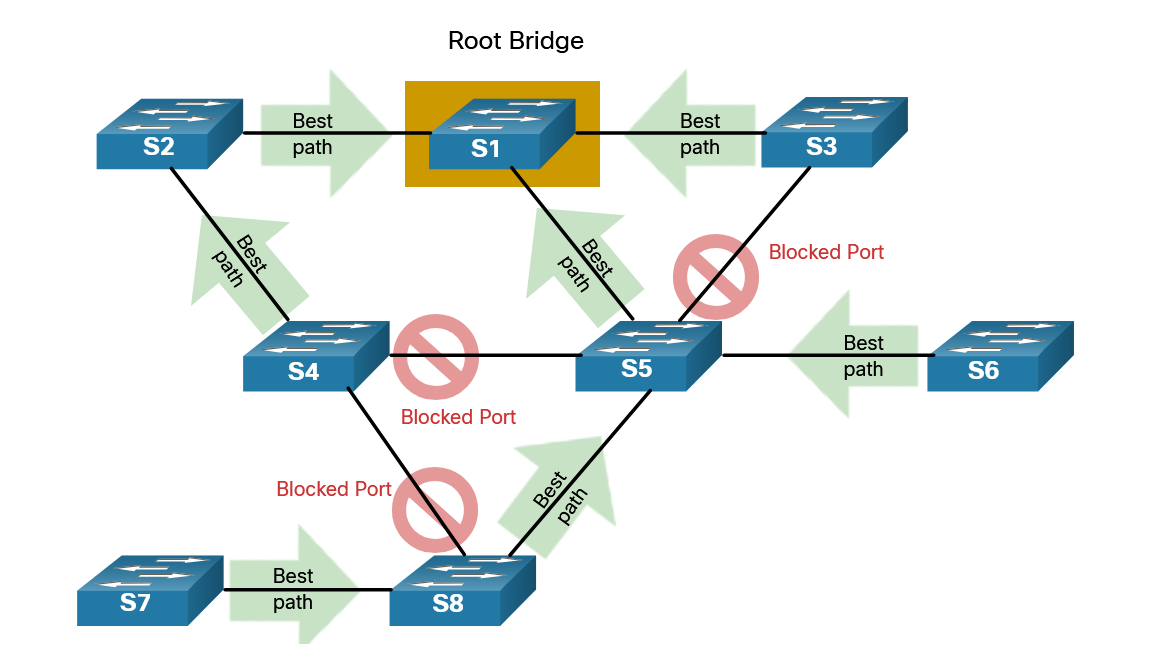 Root Bridge
S2
Best
path
S1
Best
path
S3
Best
path
Best
path
Blocked Port
S4
Blocked Port
S5
Best
path
S6
Blocked Port
Best
path
S7
Best
path
S8